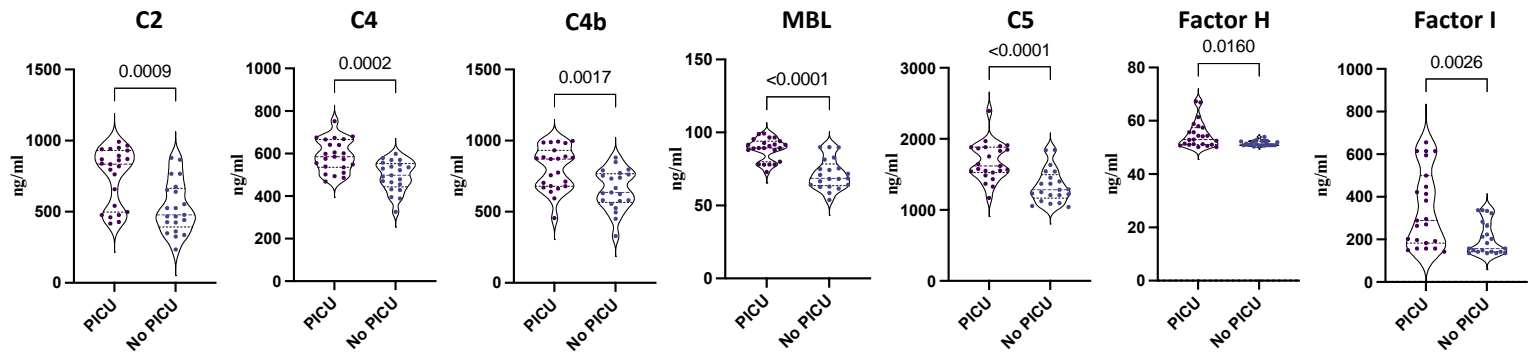 C2
0.0009
1500
1000
500
0
ng/ml
PICU
No PICU
C4
0.0002
1000
800
600
400
200
0
ng/ml
PICU
No PICU
C4b
0.0017
1500
1000
500
0
ng/ml
PICU
No PICU
MBL
<0.0001
150
100
50
0
ng/ml
PICU
No PICU
C5
<0.0001
3000
2000
1000
0
ng/ml
PICU
No PICU
Factor H
0.0160
80
60
40
20
0
ng/ml
PICU
No PICU
Factor I
0.0026
1000
800
600
400
200
0
ng/ml
PICU
No PICU